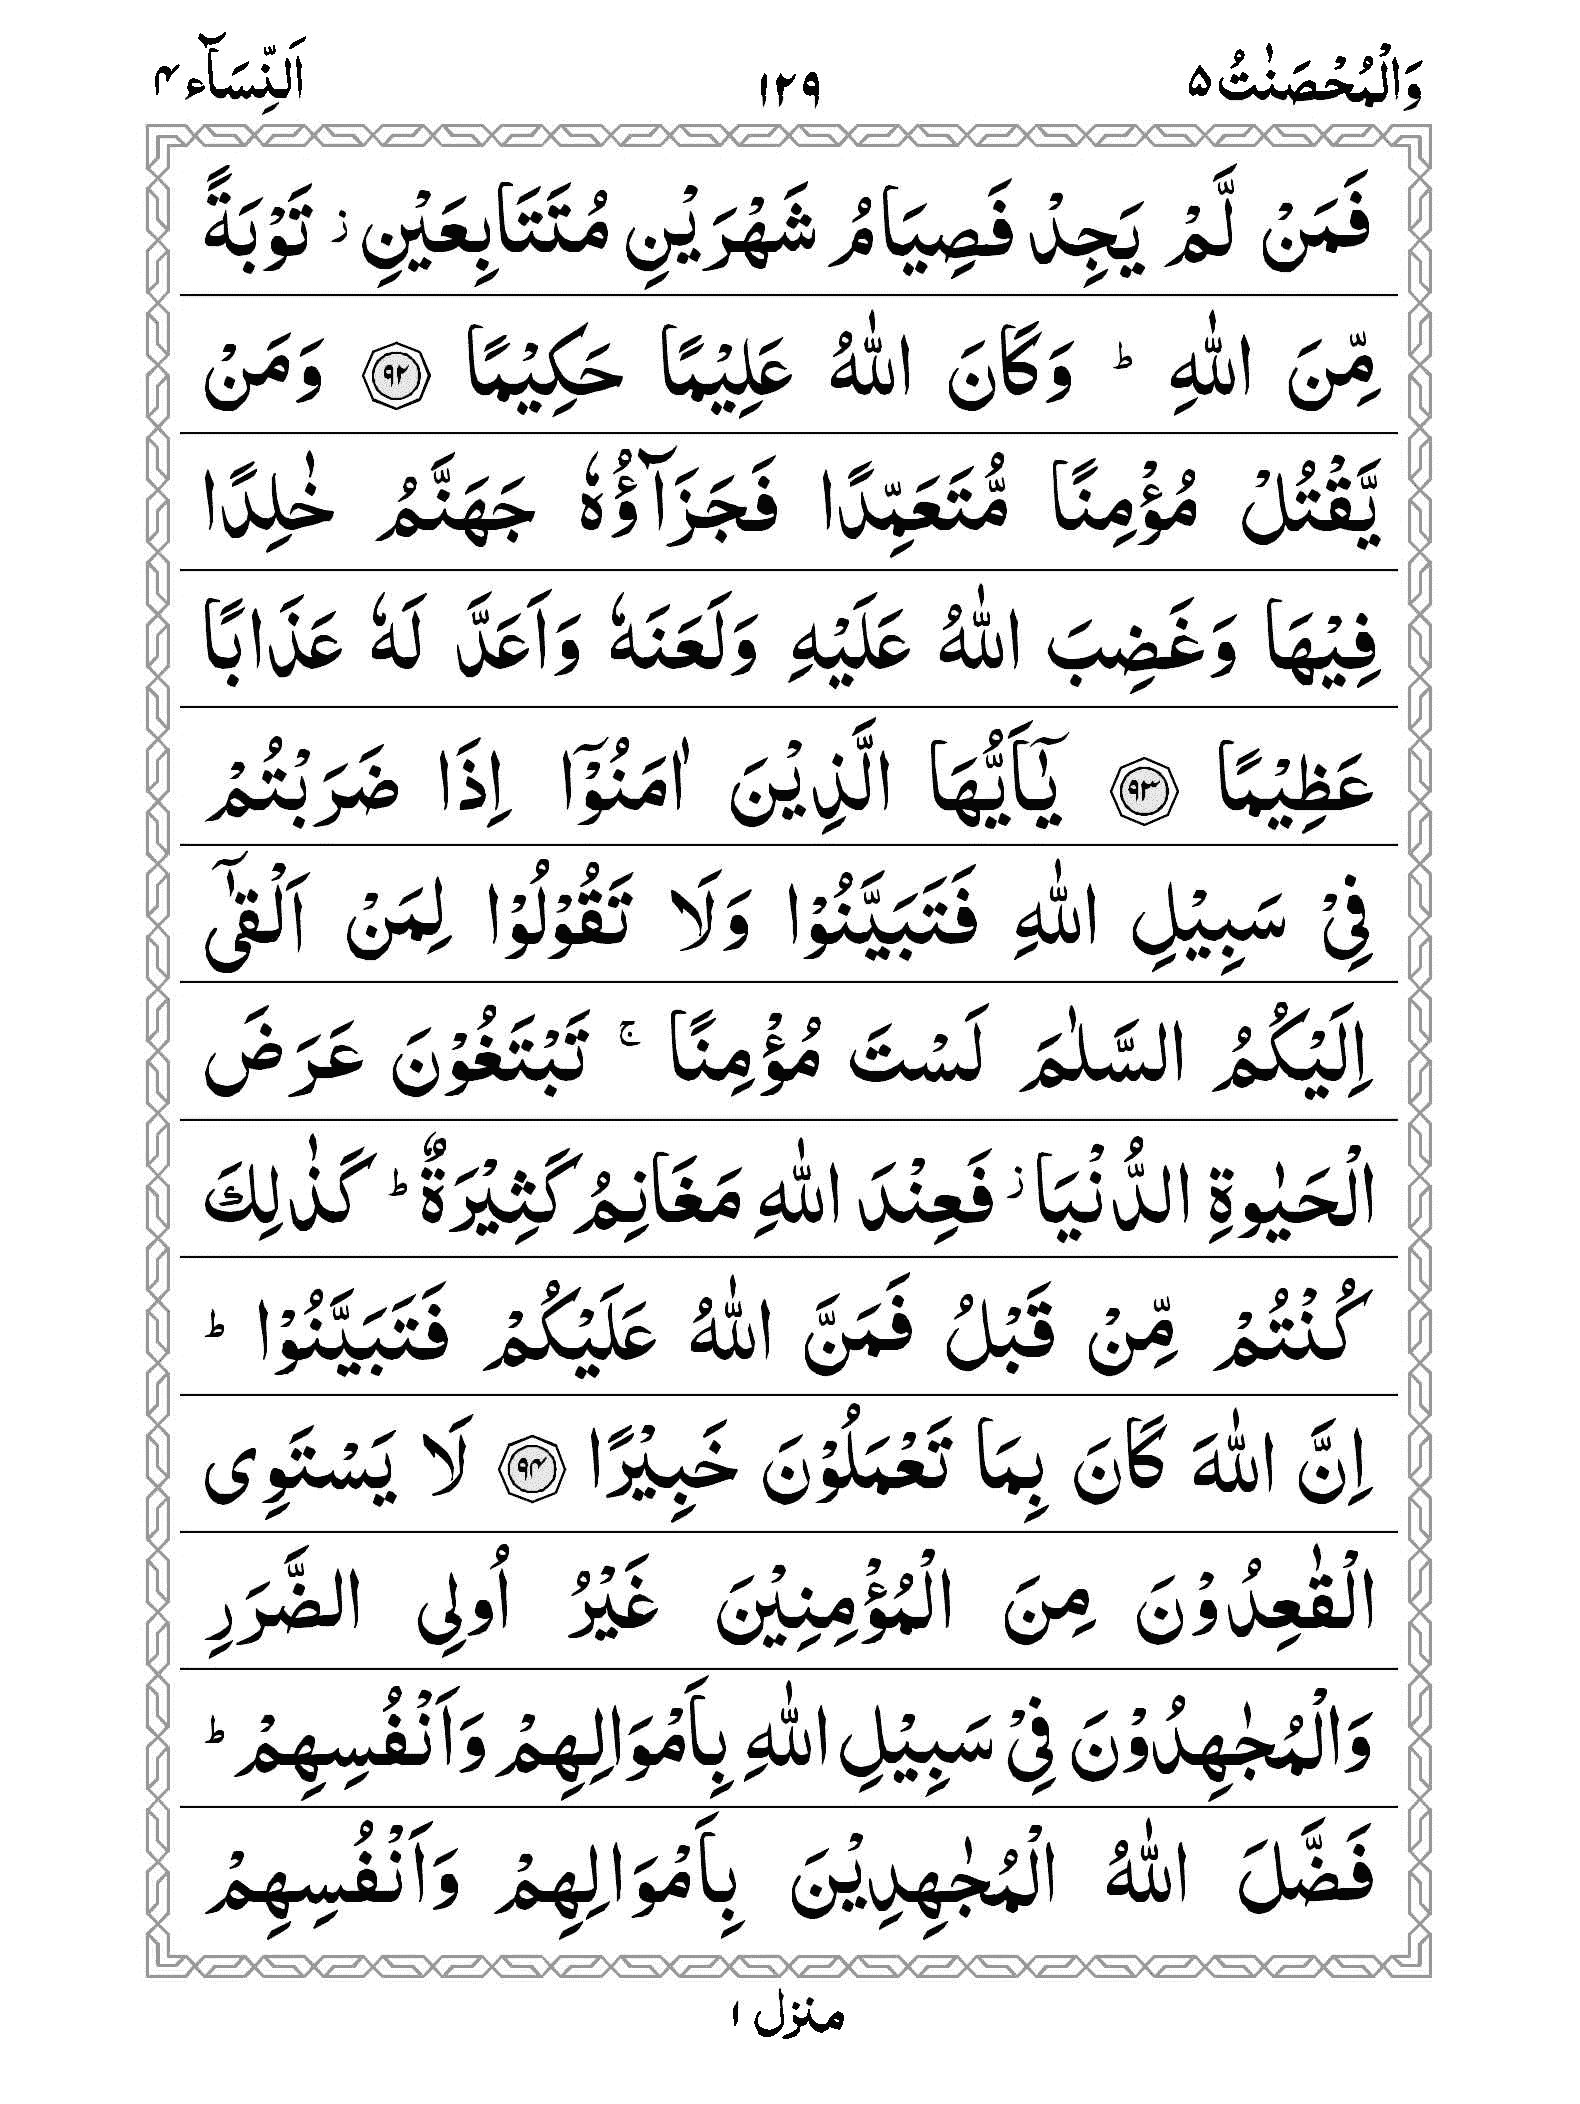 وَالْمُحْصَنٰتُ ۵ ۱۲۹ اَلنِّسَآء ۴
فَمَنْ لَّمْ یَجِدْ فَصِیَامُ شَهْرَیْنِ مُتَتَابِعَیْنِ ؗ تَوْبَةً
مِّنَ اللّٰهِ ؕ وَكَانَ اللّٰهُ عَلِیْمًا حَكِیْمًا ﴿۹۲﴾ وَمَنْ
یَّقْتُلْ مُؤْمِنًا مُّتَعَمِّدًا فَجَزَآؤُهٗ جَهَنَّمُ خٰلِدًا
فِیْهَا وَغَضِبَ اللّٰهُ عَلَیْهِ وَلَعَنَهٗ وَاَعَدَّ لَهٗ عَذَابًا
عَظِیْمًا ﴿۹۳﴾ یٰۤاَیُّهَا الَّذِیْنَ اٰمَنُوْۤا اِذَا ضَرَبْتُمْ
فِیْ سَبِیْلِ اللّٰهِ فَتَبَیَّنُوْا وَلَا تَقُوْلُوْا لِمَنْ اَلْقٰۤی
اِلَیْكُمُ السَّلٰمَ لَسْتَ مُؤْمِنًا ۚ تَبْتَغُوْنَ عَرَضَ
الْحَیٰوةِ الدُّنْیَا ؗ فَعِنْدَ اللّٰهِ مَغَانِمُ كَثِیْرَةٌ ؕ كَذٰلِكَ
كُنْتُمْ مِّنْ قَبْلُ فَمَنَّ اللّٰهُ عَلَیْكُمْ فَتَبَیَّنُوْا ؕ
اِنَّ اللّٰهَ كَانَ بِمَا تَعْمَلُوْنَ خَبِیْرًا ﴿۹۴﴾ لَا یَسْتَوِی
الْقٰعِدُوْنَ مِنَ الْمُؤْمِنِیْنَ غَیْرُ اُولِی الضَّرَرِ
وَالْمُجٰهِدُوْنَ فِیْ سَبِیْلِ اللّٰهِ بِاَمْوَالِهِمْ وَاَنْفُسِهِمْ ؕ
فَضَّلَ اللّٰهُ الْمُجٰهِدِیْنَ بِاَمْوَالِهِمْ وَاَنْفُسِهِمْ
منزل ۱